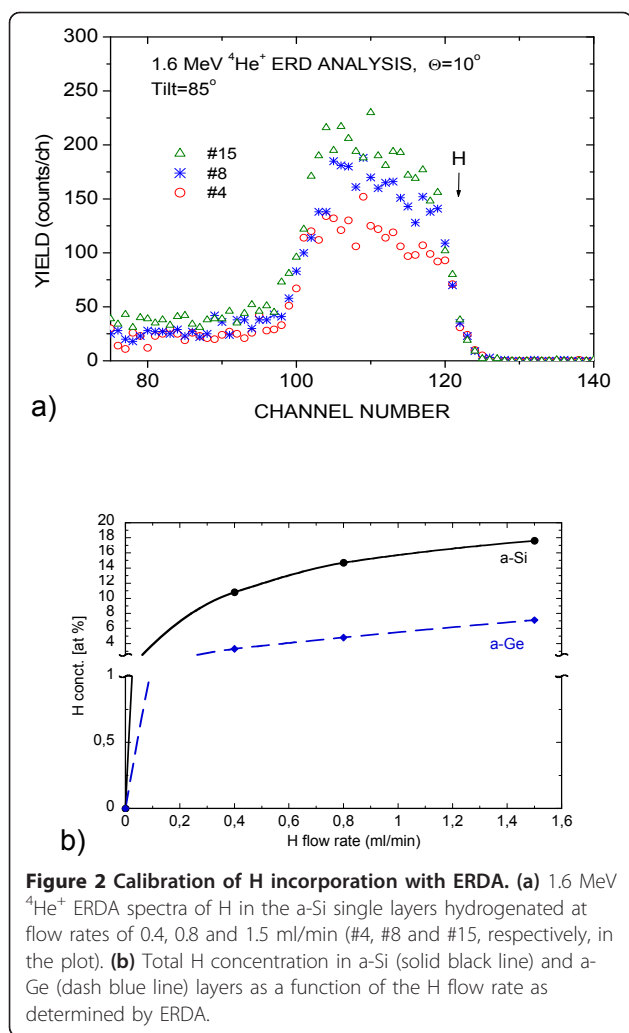 300
250
200
150
100
50
0
YIELD (counts/ch)
1.6 MeV ⁴He⁺ ERD ANALYSIS, Θ=10°
Tilt=85°
#15
#8
#4
H
80 100 120 140
CHANNEL NUMBER
a)
20
18
16
14
12
10
8
6
4
1
0,5
0
H conct. [at %]
a-Si
a-Ge
0 0,2 0,4 0,6 0,8 1 1,2 1,4 1,6
H flow rate (ml/min)
b)
Figure 2 Calibration of H incorporation with ERDA. (a) 1.6 MeV
⁴He⁺ ERDA spectra of H in the a-Si single layers hydrogenated at
flow rates of 0.4, 0.8 and 1.5 ml/min (#4, #8 and #15, respectively, in
the plot). (b) Total H concentration in a-Si (solid black line) and a-
Ge (dash blue line) layers as a function of the H flow rate as
determined by ERDA.